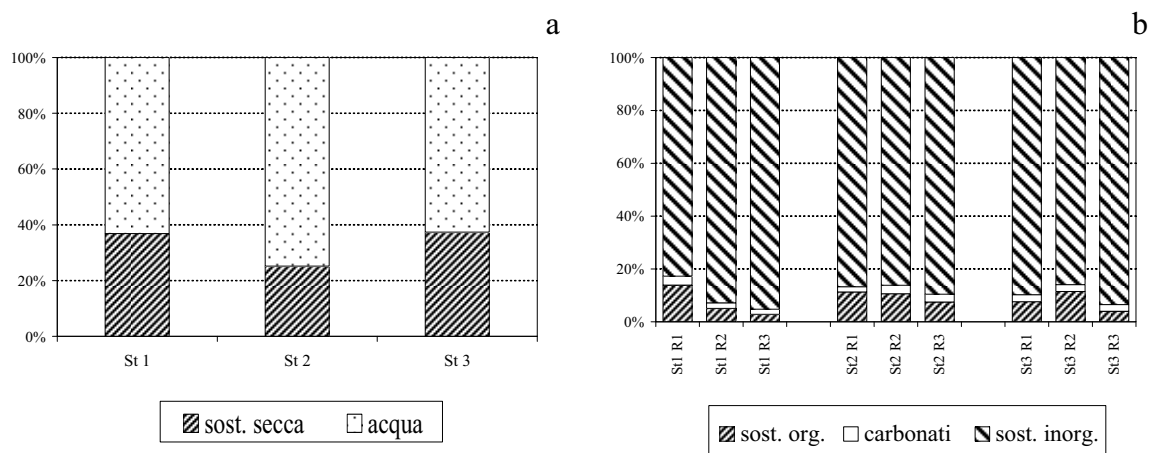 a
100%
80%
60%
40%
20%
0%
St 1 St 2 St 3
sost. secca acqua
b
100%
80%
60%
40%
20%
0%
St1 R1 St1 R2 St1 R3 St2 R1 St2 R2 St2 R3 St3 R1 St3 R2 St3 R3
sost. org. carbonati sost. inorg.